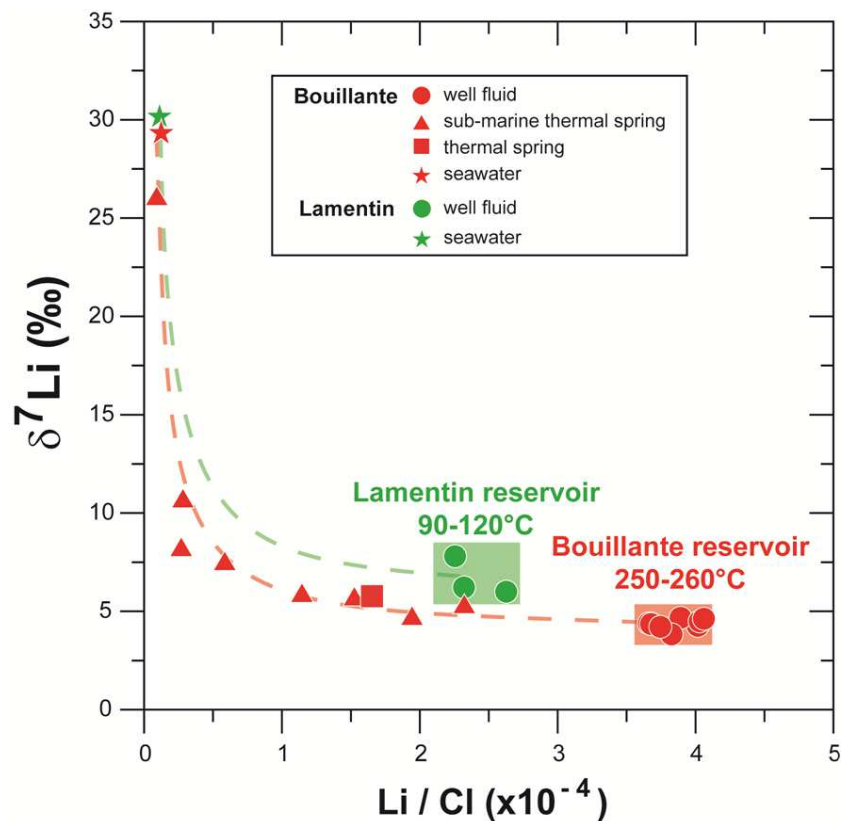 35
30
25
20
15
10
5
0
δ⁷Li (‰)
Bouillante
well fluid
sub-marine thermal spring
thermal spring
seawater
Lamentin
well fluid
seawater
Lamentin reservoir
90-120°C
Bouillante reservoir
250-260°C
0
1
2
3
4
5
Li / Cl (x10⁻⁴)